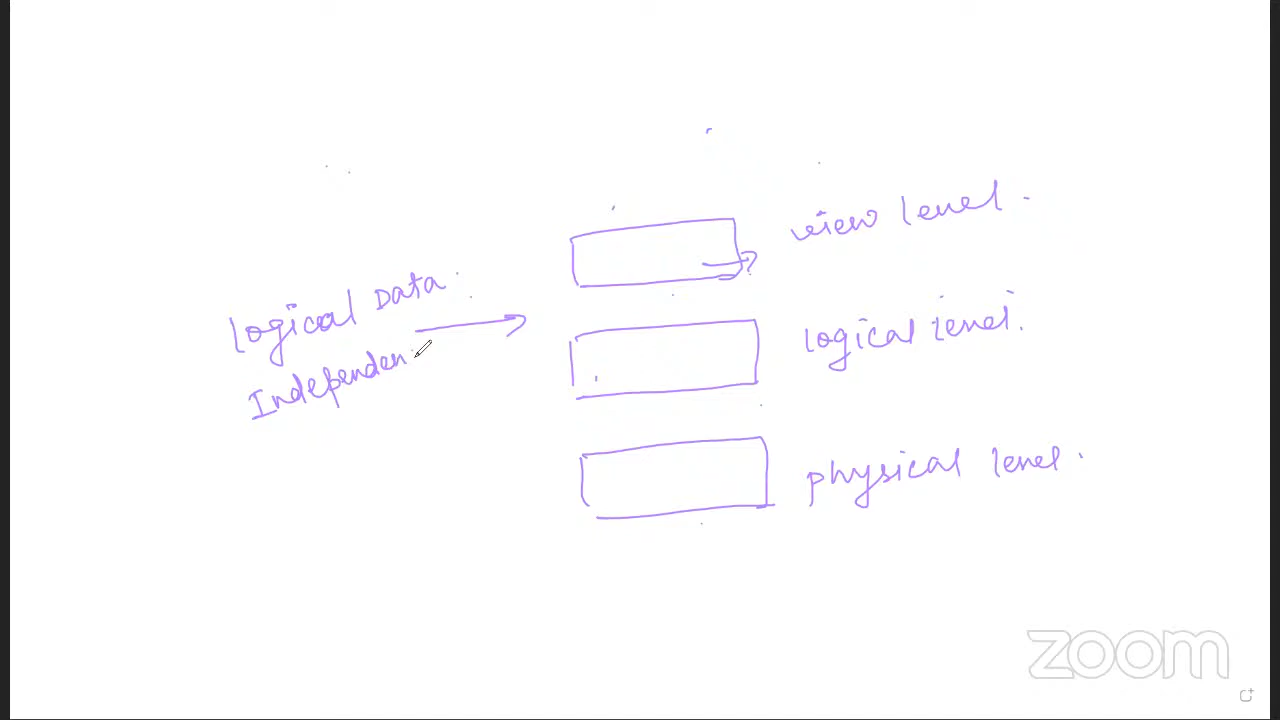 view level.
Logical Data
Independen
logical level.
physical level.
zoom